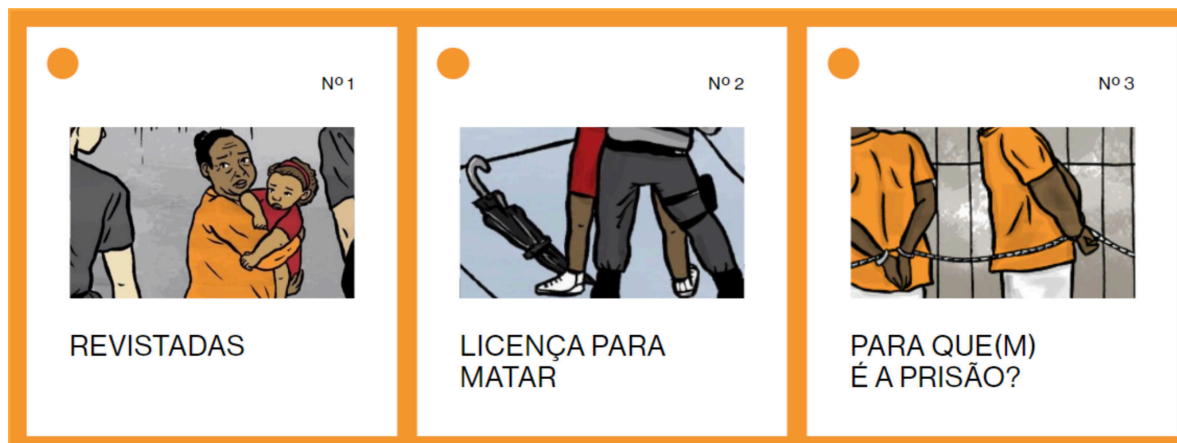 Nº 1
REVISTADAS
Nº 2
LICENÇA PARA
MATAR
Nº 3
PARA QUE(M)
É A PRISÃO?